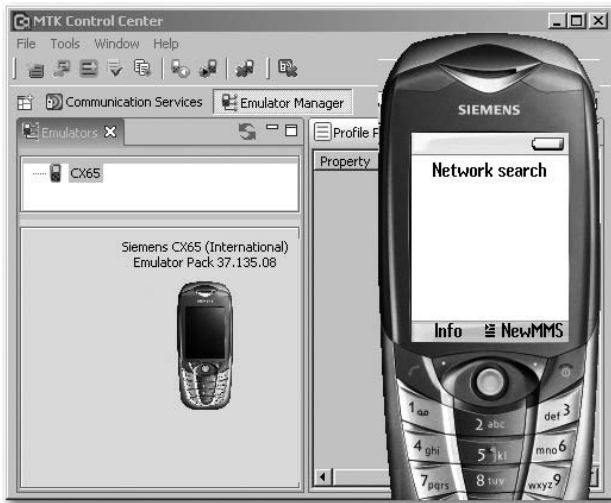 MTK Control Center
File Tools Window Help
Communication Services Emulator Manager
Emulators Profile F
Property
CX65
Siemens CX65 (International)
Emulator Pack 37.135.08
SIEMENS
Network search
Info NewMMS
1 def 3
2 abc
4 ghi mno 6
5 jkl
7 pqrs 8 tuv wxyz 9